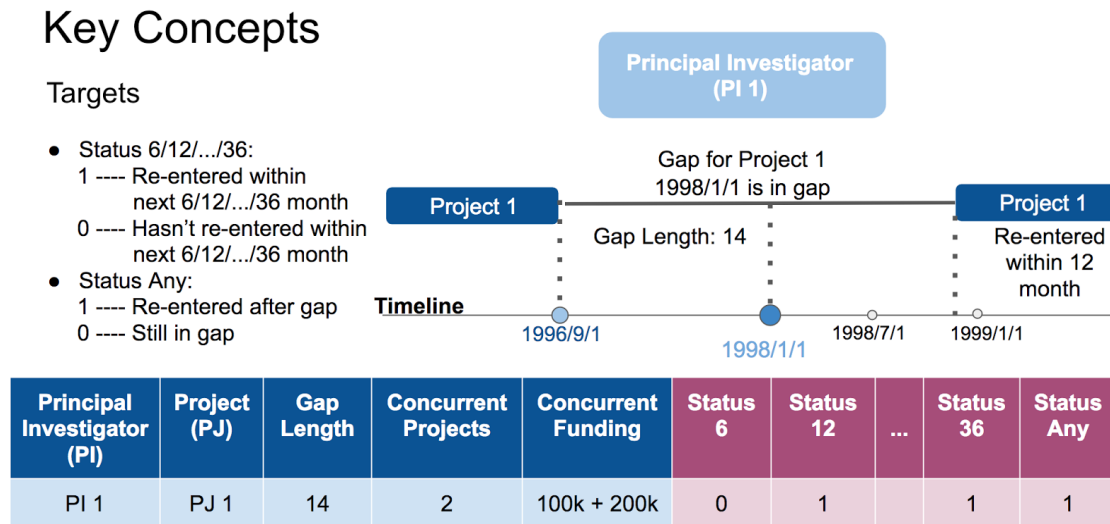 Key Concepts
Targets
● Status 6/12/.../36:
1 ---- Re-entered within
next 6/12/.../36 month
0 ---- Hasn't re-entered within
next 6/12/.../36 month
● Status Any:
1 ---- Re-entered after gap
0 ---- Still in gap
Principal Investigator
(PI 1)
Gap for Project 1
1998/1/1 is in gap
Project 1
Gap Length: 14
Project 1
Re-entered
within 12
month
Timeline
1996/9/1
1998/1/1
1998/7/1
1999/1/1
Principal Investigator (PI) Project (PJ) Gap Length Concurrent Projects Concurrent Funding Status 6 Status 12 ... Status 36 Status Any
PI 1 PJ 1 14 2 100k + 200k 0 1 1 1